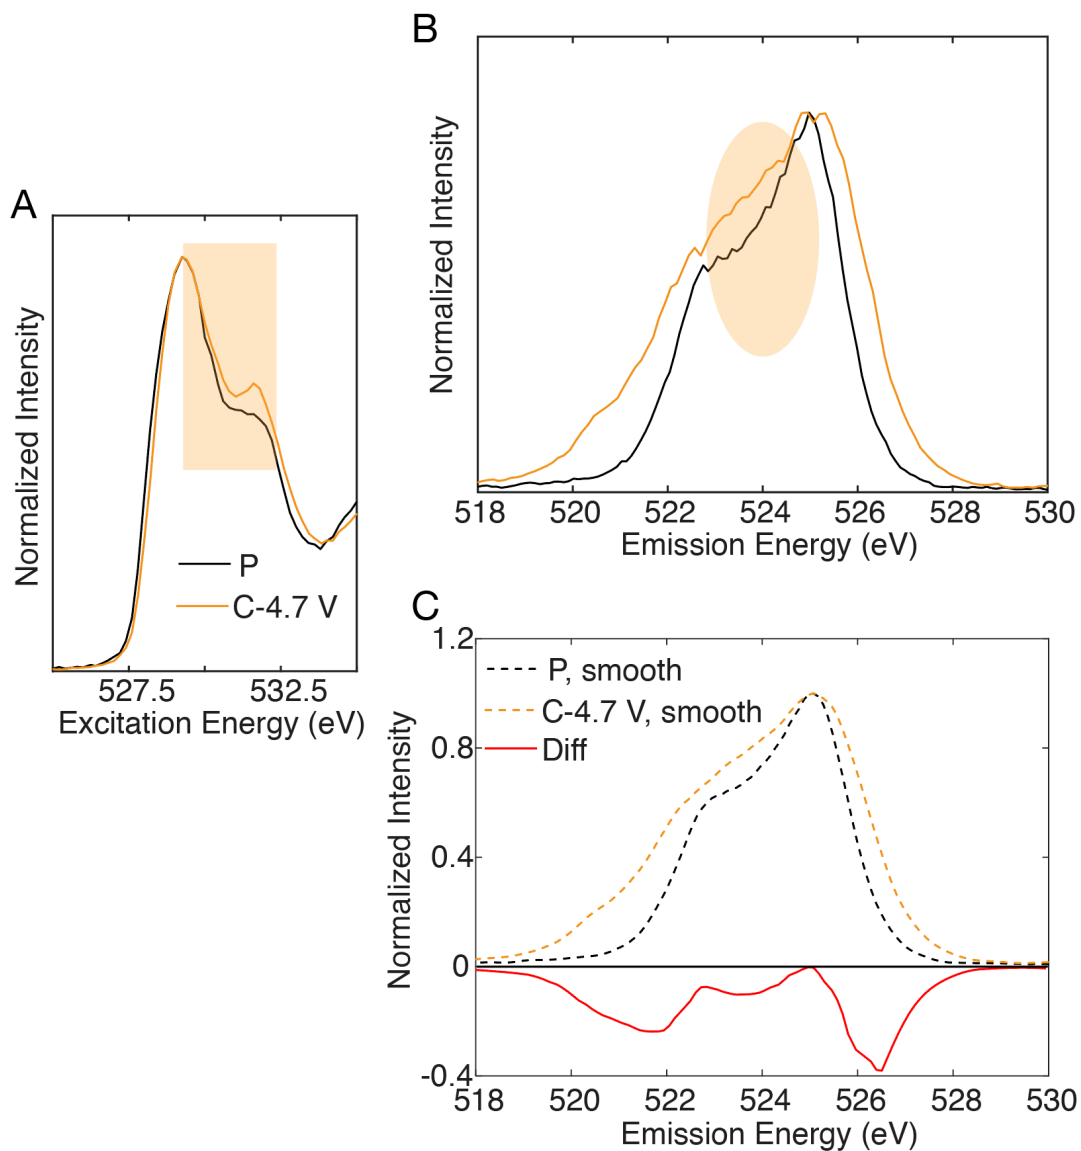 A
Normalized Intensity
P
C-4.7 V
527.5 532.5
Excitation Energy (eV)
B
Normalized Intensity
518 520 522 524 526 528 530
Emission Energy (eV)
C
Normalized Intensity
1.2
0.8
0.4
0
-0.4
P, smooth
C-4.7 V, smooth
Diff
518 520 522 524 526 528 530
Emission Energy (eV)